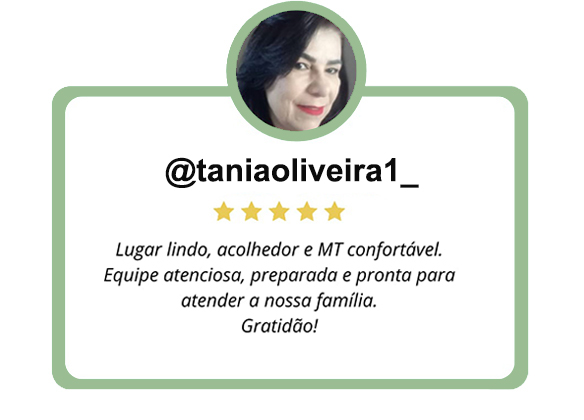 @taniaoliveira1_
Lugar lindo, acolhedor e MT confortável.
Equipe atenciosa, preparada e pronta para
atender a nossa família.
Gratidão!